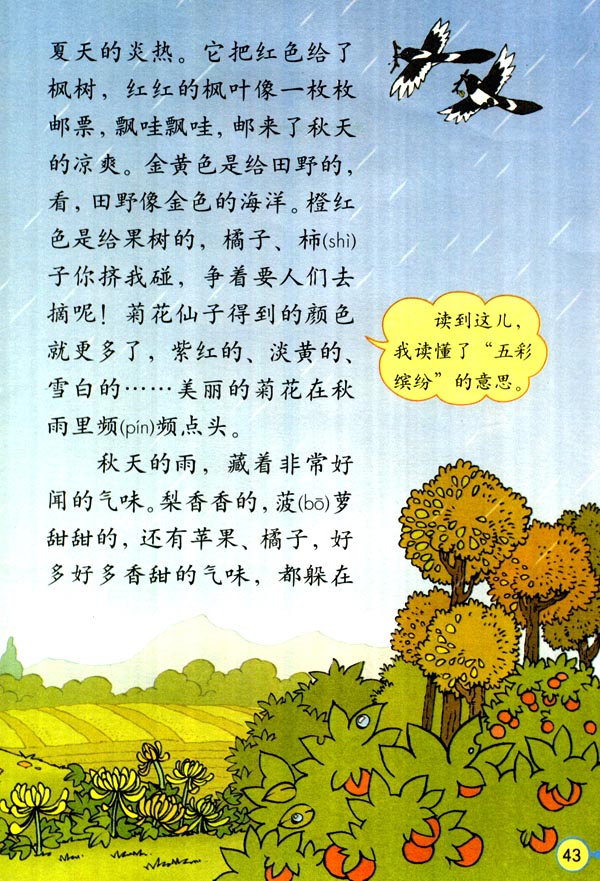 夏天的炎热。它把红色给了
枫树，红红的枫叶像一枚枚
邮票，飘哇飘哇，邮来了秋天
的凉爽。金黄色是给田野的，
看，田野像金色的海洋。橙红
色是给果树的，橘子、柿(shì)
子你挤我碰，争着要人们去
摘呢！菊花仙子得到的颜色
就更多了，紫红的、淡黄的、
雪白的……美丽的菊花在秋
雨里频(pín)频点头。
秋天的雨，藏着非常好
闻的气味。梨香香的，菠(bō)萝
甜甜的，还有苹果、橘子，好
多好多香甜的气味，都躲在
读到这儿，
我读懂了“五彩
缤纷”的意思。
43